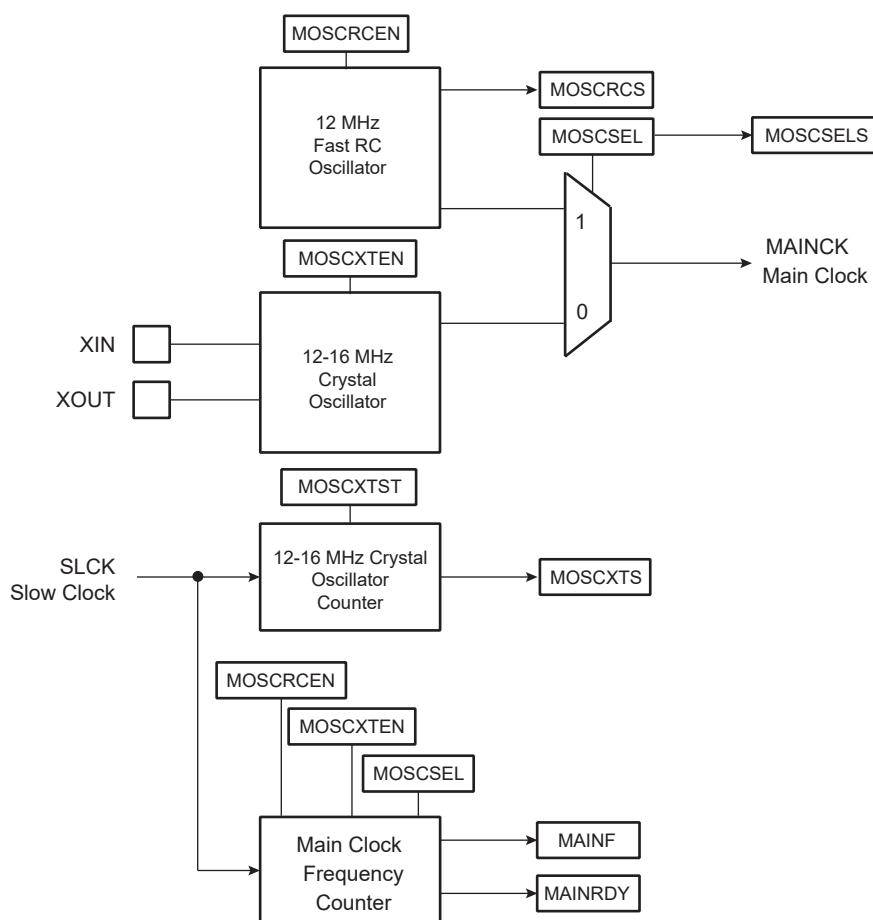 MOSCRCEN
12 MHz
Fast RC
Oscillator
MOSCRCS
MOSCSEL
MOSCSELS
1
MAINCK
Main Clock
MOSCXTEN
0
XIN
XOUT
12-16 MHz
Crystal
Oscillator
MOSCXTST
SLCK
Slow Clock
12-16 MHz Crystal
Oscillator
Counter
MOSCXTS
MOSCRCEN
MOSCXTEN
MOSCSEL
Main Clock
Frequency
Counter
MAINF
MAINRDY